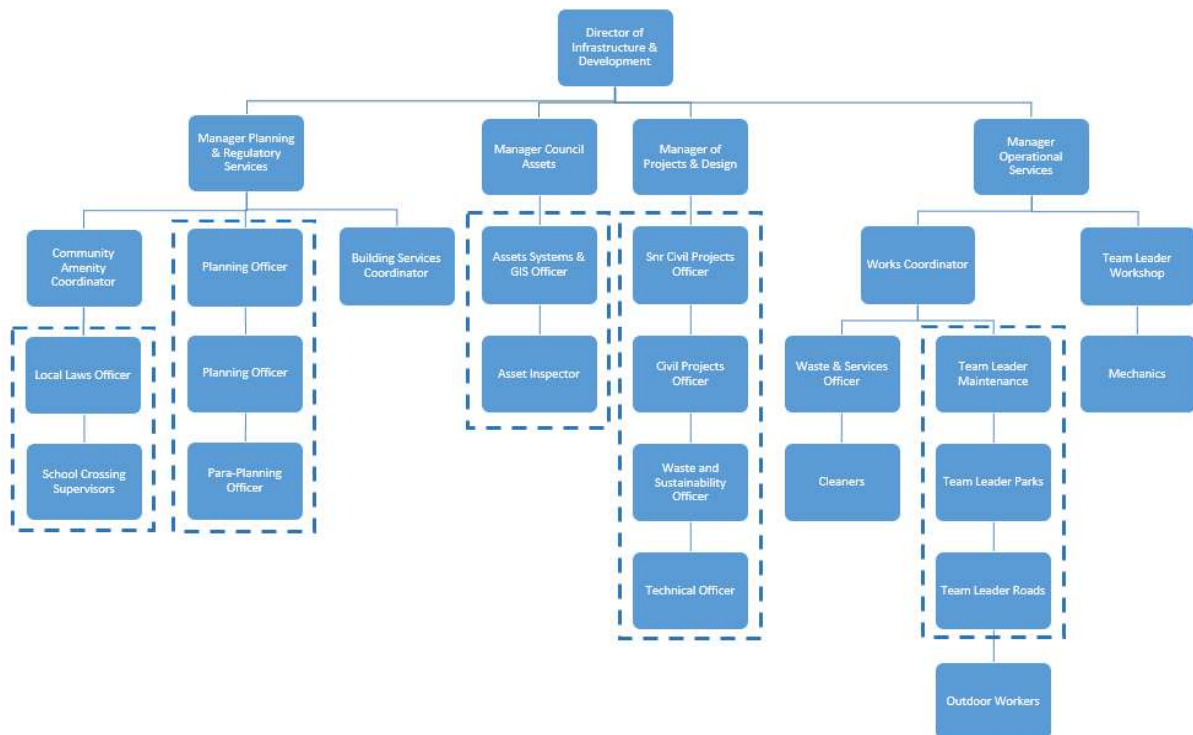 Director of
Infrastructure &
Development
Manager Planning
& Regulatory
Services
Manager Council
Assets
Manager of
Projects & Design
Manager
Operational
Services
Community
Amenity
Coordinator
Planning Officer
Building Services
Coordinator
Assets Systems &
GIS Officer
Snr Civil Projects
Officer
Works Coordinator
Team Leader
Workshop
Local Laws Officer
Planning Officer
Asset Inspector
Civil Projects
Officer
Waste & Services
Officer
Team Leader
Maintenance
Mechanics
School Crossing
Supervisors
Para-Planning
Officer
Waste and
Sustainability
Officer
Cleaners
Team Leader Parks
Technical Officer
Team Leader Roads
Outdoor Workers